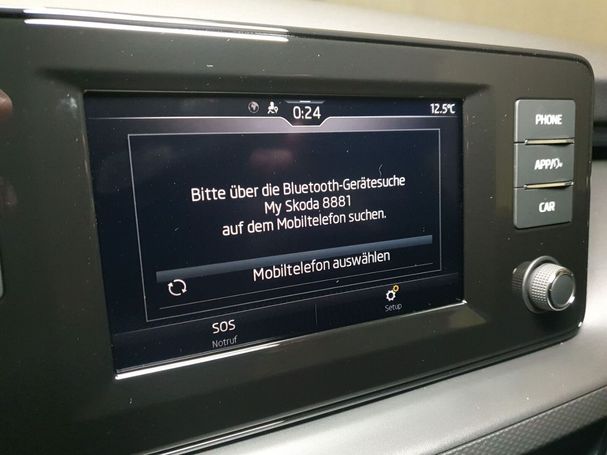 0:24
12.5°C
Bitte über die Bluetooth-Gerätesuche
My Skoda 8881
auf dem Mobiltelefon suchen.
Mobiltelefon auswählen
SOS
Notruf
Setup
PHONE
APP/
CAR